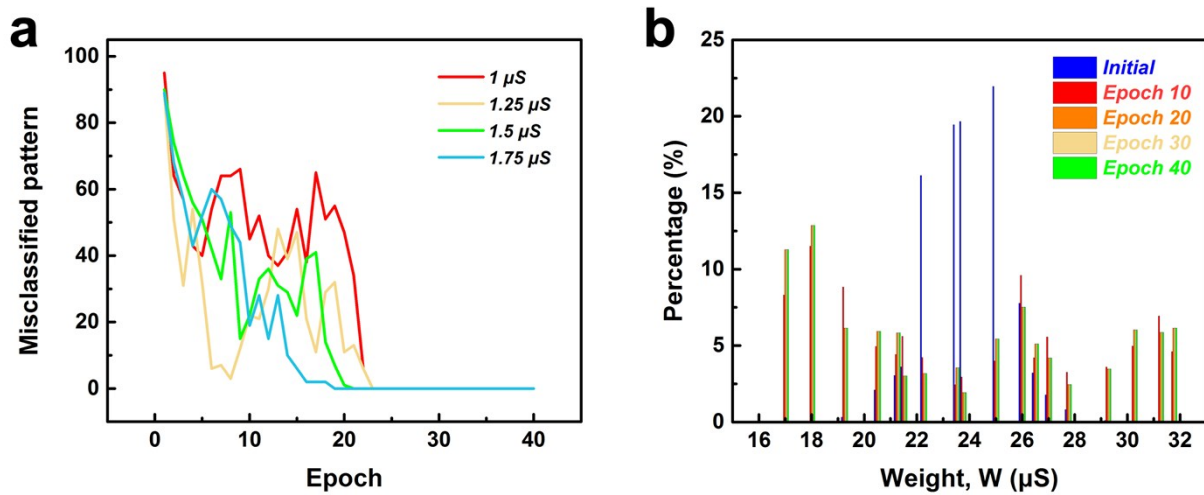 a
Misclassified pattern
100
80
60
40
20
0
0
10
20
30
40
Epoch
1 µS
1.25 µS
1.5 µS
1.75 µS
b
Percentage (%)
25
20
15
10
5
0
16
18
20
22
24
26
28
30
32
Weight, W (µS)
Initial
Epoch 10
Epoch 20
Epoch 30
Epoch 40